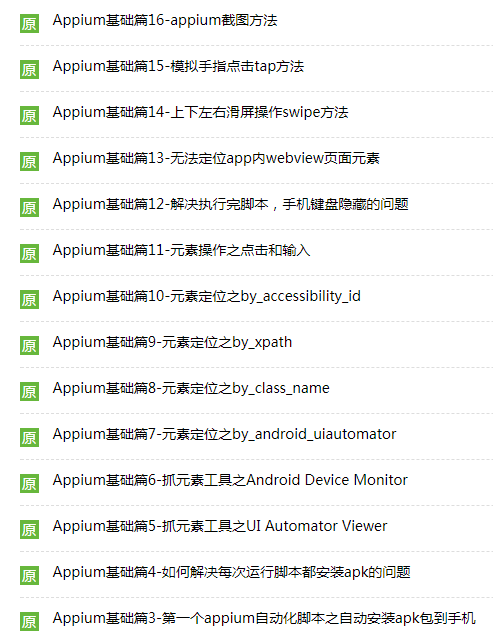 原 Appium基础篇16-appium截图方法
原 Appium基础篇15-模拟手指点击tap方法
原 Appium基础篇14-上下左右滑屏操作swipe方法
原 Appium基础篇13-无法定位app内webview页面元素
原 Appium基础篇12-解决执行完脚本，手机键盘隐藏的问题
原 Appium基础篇11-元素操作之点击和输入
原 Appium基础篇10-元素定位之by_accessibility_id
原 Appium基础篇9-元素定位之by_xpath
原 Appium基础篇8-元素定位之by_class_name
原 Appium基础篇7-元素定位之by_android_uiautomator
原 Appium基础篇6-抓元素工具之Android Device Monitor
原 Appium基础篇5-抓元素工具之UI Automator Viewer
原 Appium基础篇4-如何解决每次运行脚本都安装apk的问题
原 Appium基础篇3-第一个appium自动化脚本之自动安装apk包到手机